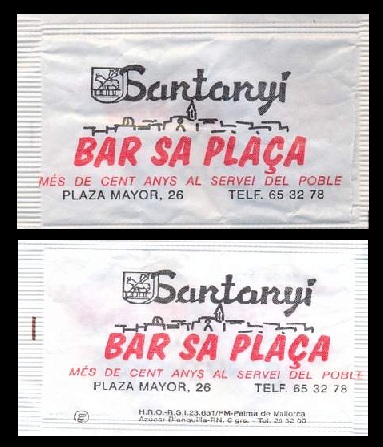 Santanyí
BAR SA PLAÇA
MÉS DE CENT ANYS AL SERVEI DEL POBLE
PLAZA MAYOR, 26 TELF. 65 32 78
Santanyí
BAR SA PLAÇA
MÉS DE CENT ANYS AL SERVEI DEL POBLE
PLAZA MAYOR, 26 TELF. 65 32 78
Palma de Mallorca
Azúcar Blanquilla